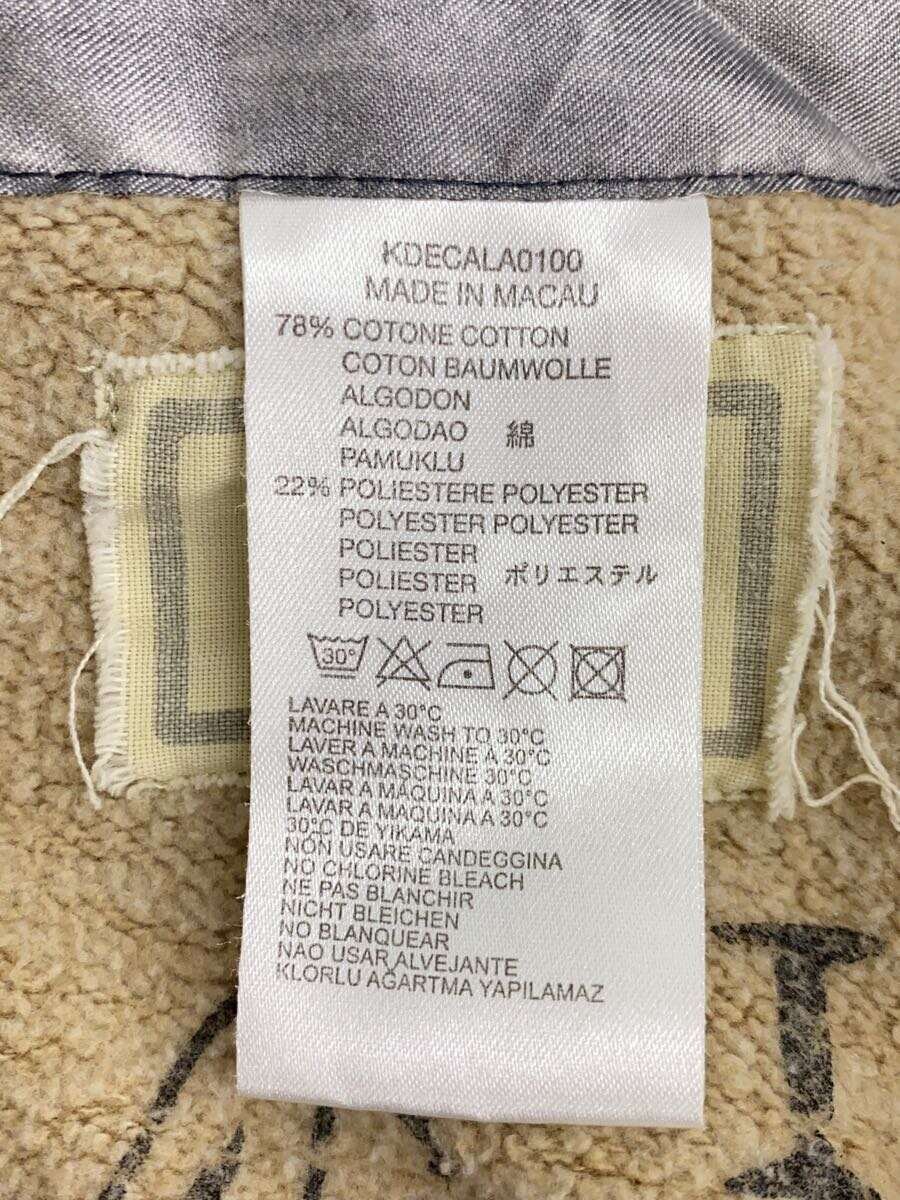 KDECALA0100
MADE IN MACAU
78% COTONE COTTON
COTON BAUMWOLLE
ALGODON
ALGODAO 綿
PAMUKLU
22% POLIESTERE POLYESTER
POLYESTER POLYESTER
POLIESTER
POLIESTER ポリエステル
POLYESTER
30°
LAVARE A 30°C
MACHINE WASH TO 30°C
LAVER A MACHINE A 30°C
WASCHMASCHINE 30°C
LAVAR A MAQUINA A 30°C
LAVAR A MAQUINA A 30°C
30°C DE YIKAMA
NON USARE CANDEGGINA
NO CHLORINE BLEACH
NE PAS BLANCHIR
NICHT BLEICHEN
NO BLANQUEAR
NAO USAR ALVEJANTE
KLORLU AĞARTMA YAPILAMAZ